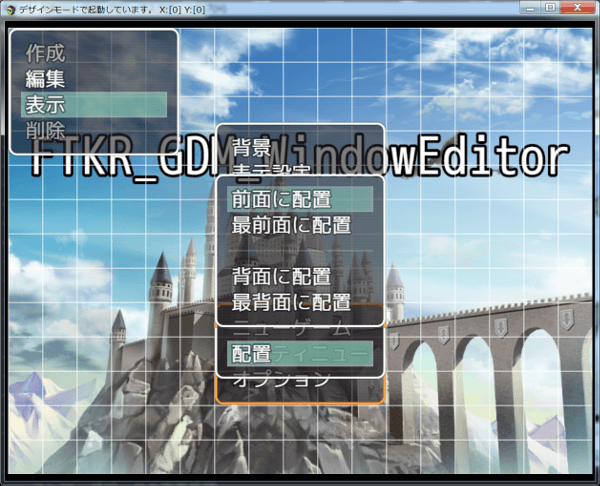 デザインモードで起動しています。 X:[0] Y:[0]
作成
編集
表示
削除
FTKR_GDM_WindowEditor
背景
表示設定
前面に配置
最前面に配置
背面に配置
最背面に配置
ニューゲーム
配置
ティニュー
オプション